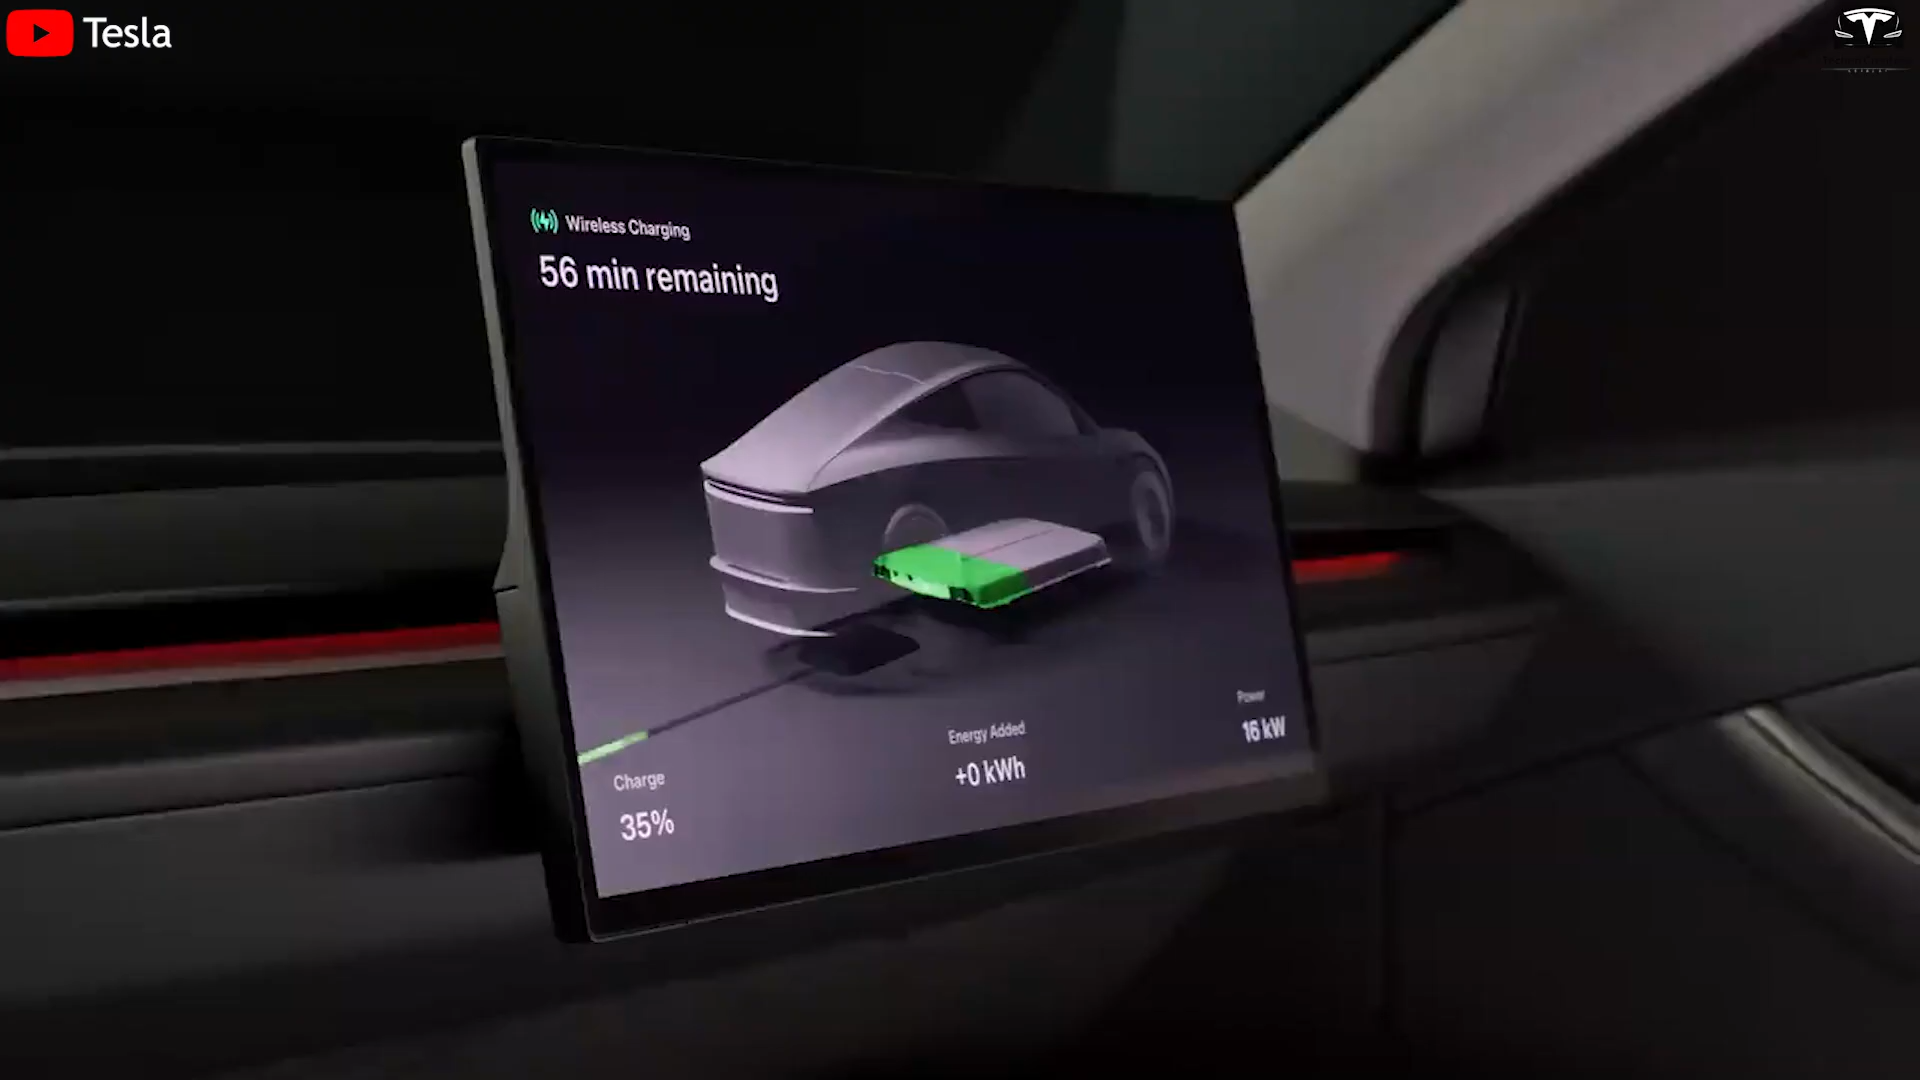 Tesla
Wireless Charging
56 min remaining
Power
16 kW
Energy Added
+0 kWh
Charge
35%